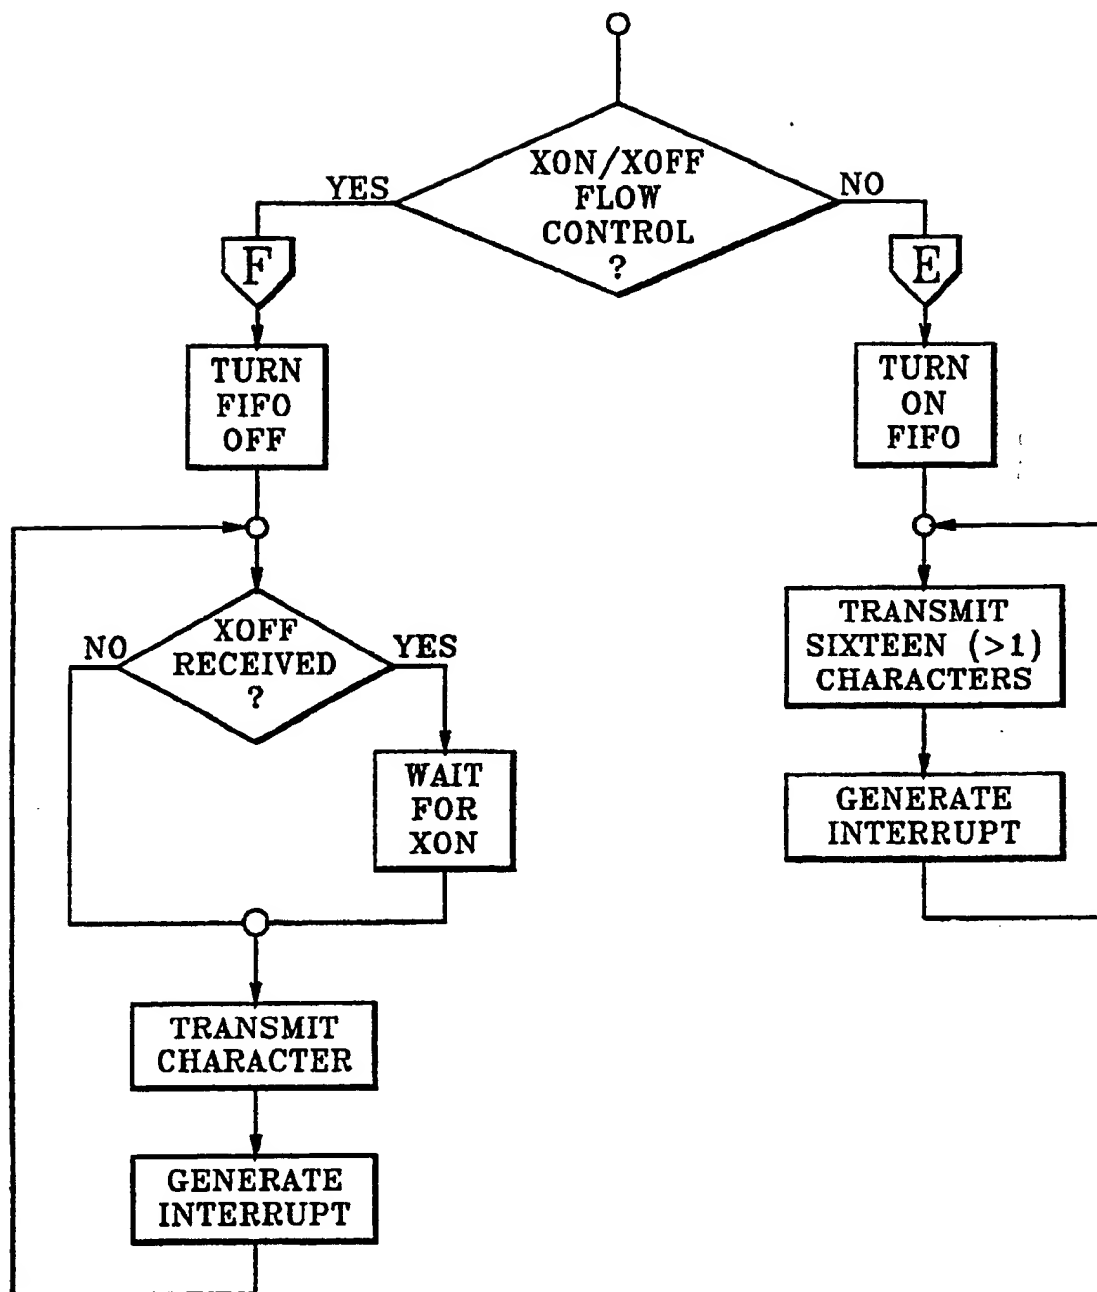 XON/XOFF
FLOW
CONTROL
?
YES
NO
F
E
TURN
FIFO
OFF
TURN
ON
FIFO
XOFF
RECEIVED
?
NO
YES
WAIT
FOR
XON
TRANSMIT
SIXTEEN (>1)
CHARACTERS
GENERATE
INTERRUPT
TRANSMIT
CHARACTER
GENERATE
INTERRUPT